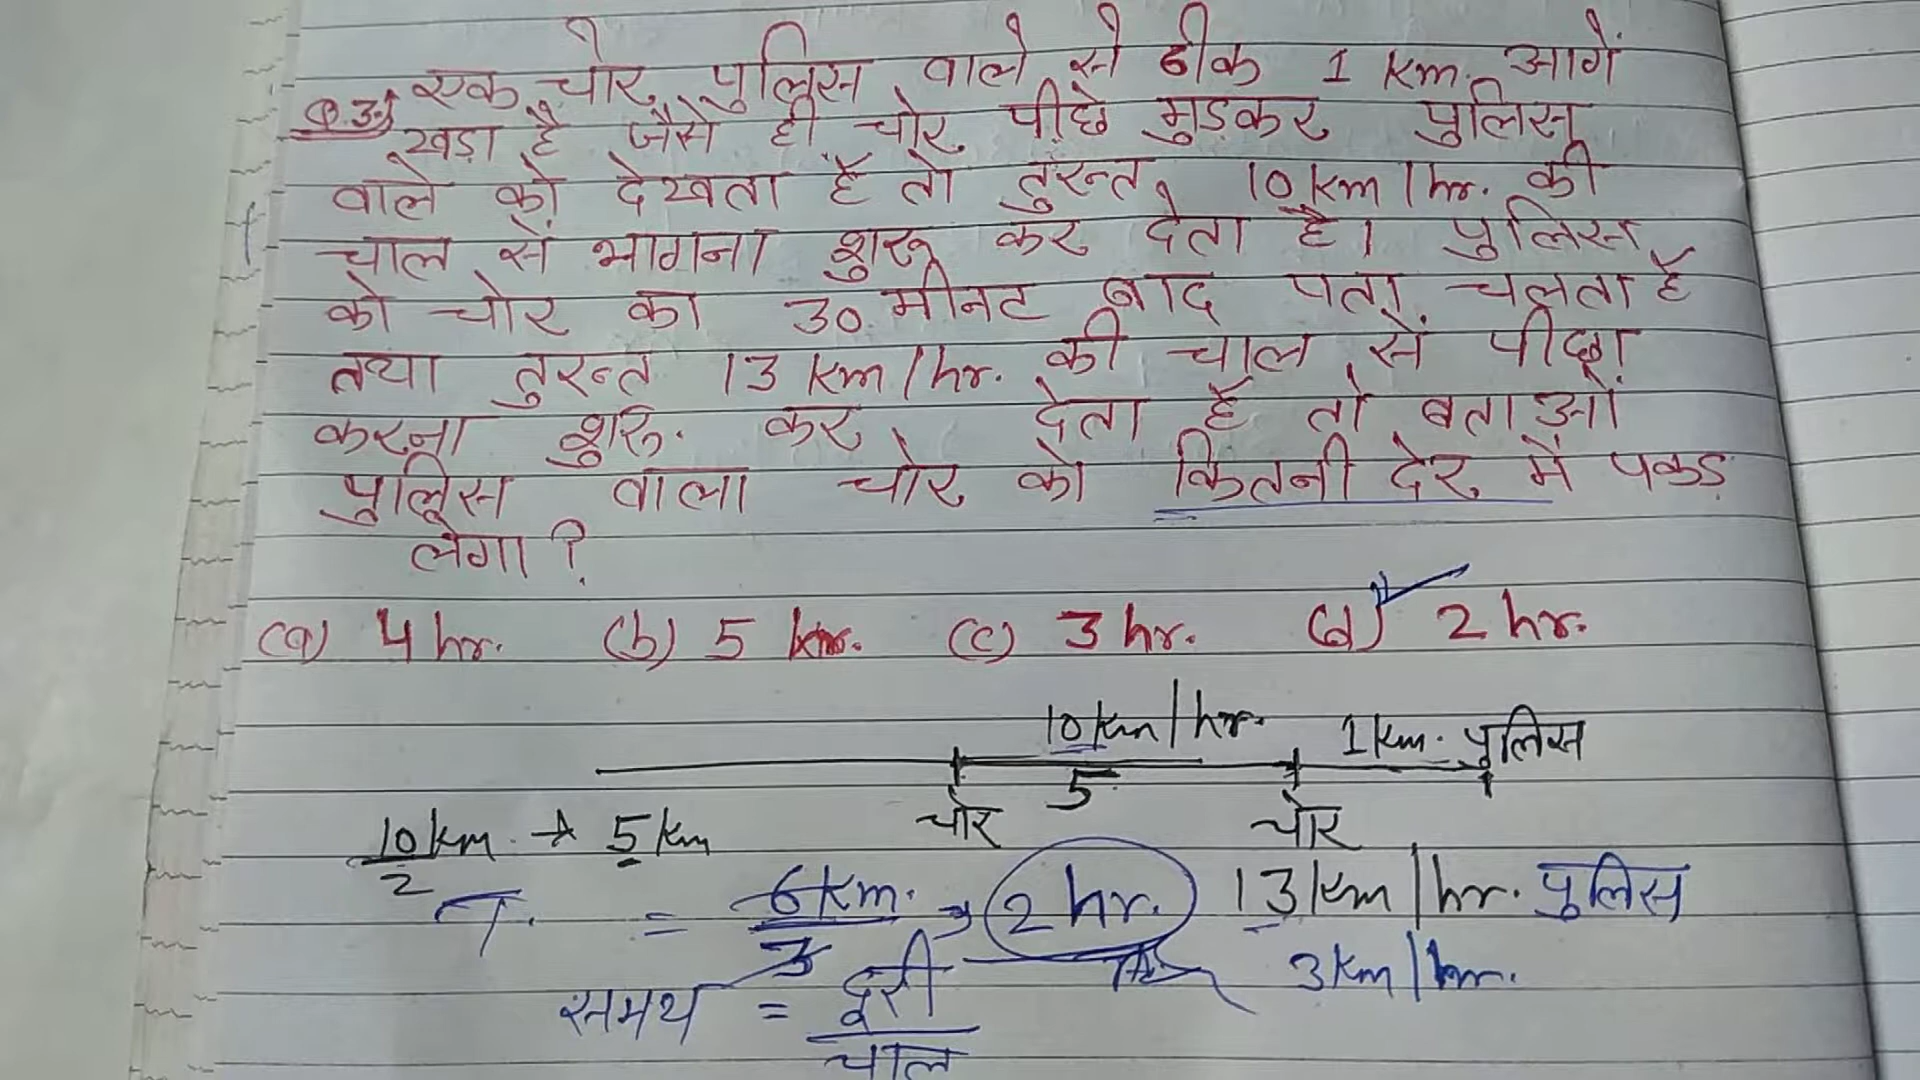 Q.3. एक चोर पुलिस वाले से ठीक 1 km. आगे
खड़ा है जैसे ही चोर पीछे मुड़कर पुलिस
वाले को देखता है तो तुरन्त 10 km/hr. की
चाल से भागना शुरू कर देता है। पुलिस
को चोर का 30 मीनट बाद पता चलता है
तथा तुरन्त 13 km/hr. की चाल से पीछा
करना शुरू कर देता है तो बताओं
पुलिस वाला चोर को कितनी देर में पकड़
लेगा?
(a) 4 hr. (b) 5 hr. (c) 3 hr. (d) 2 hr.
10 km/hr. 1 km. पुलिस
5
चोर चोर
10 km. → 5 km
2
T. = 6 km. → 2 hr. 13 km/hr. पुलिस
3
3 km/hr.
समय = दूरी
चाल